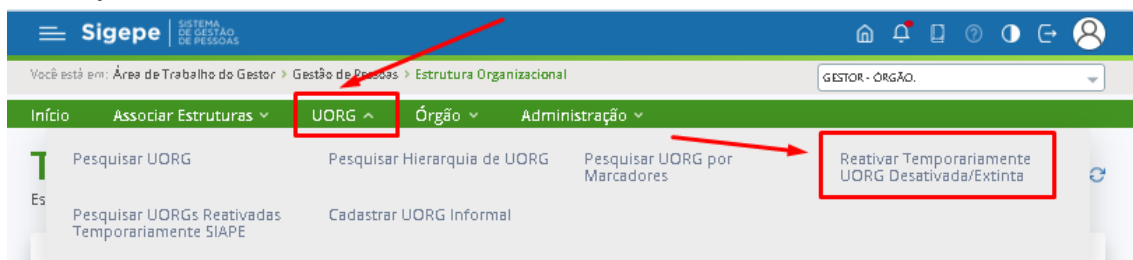 Sigepe
SISTEMA
DE GESTÃO
DE PESSOAS
Você está em: Área de Trabalho do Gestor > Gestão de Pessoas > Estrutura Organizacional
GESTOR - ÓRGÃO.
Início Associar Estruturas UORG Órgão Administração
T
Es
Pesquisar UORG
Pesquisar Hierarquia de UORG
Pesquisar UORG por
Marcadores
Reativar Temporariamente
UORG Desativada/Extinta
Pesquisar UORGs Reativadas
Temporariamente SIAPE
Cadastrar UORG Informal